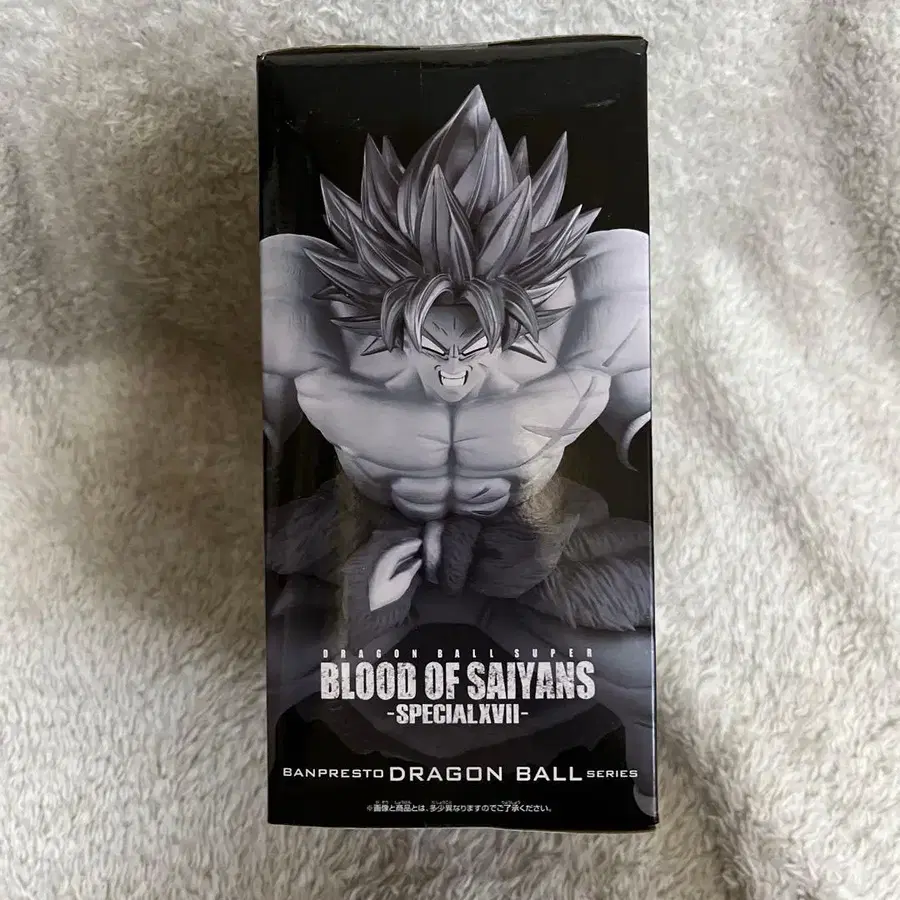 DRAGON BALL SUPER
BLOOD OF SAIYANS
-SPECIALXVII-
BANPRESTO DRAGON BALL SERIES
※画像と商品とは、多少異なりますのでご了承ください。